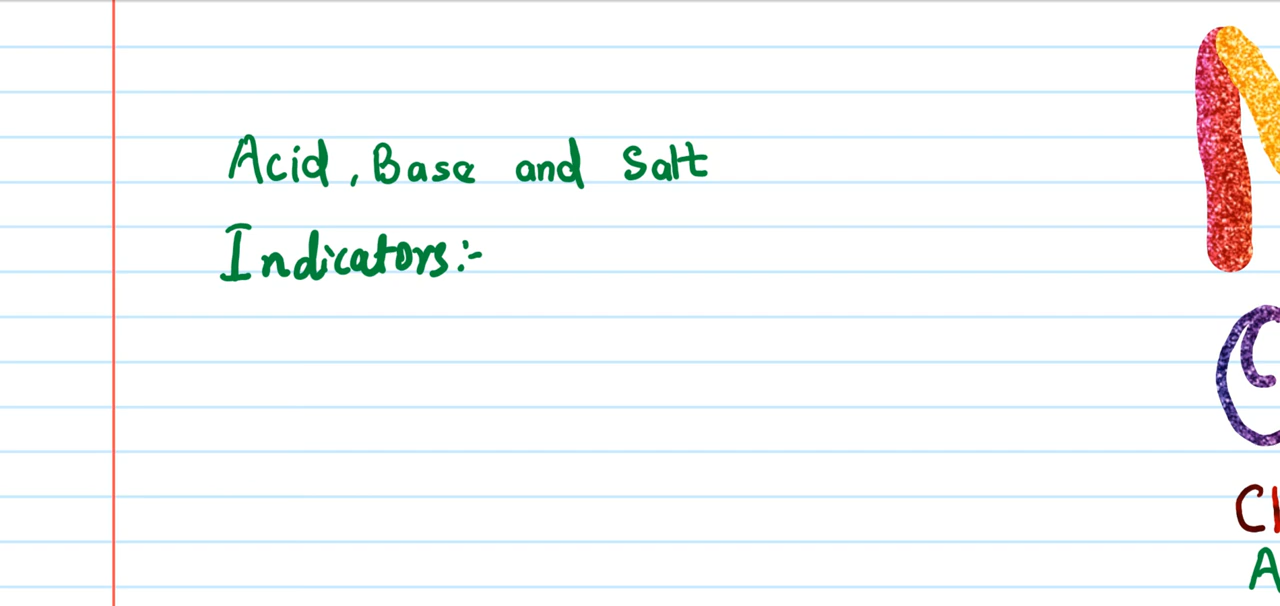 Acid, Base and Salt
Indicators:-